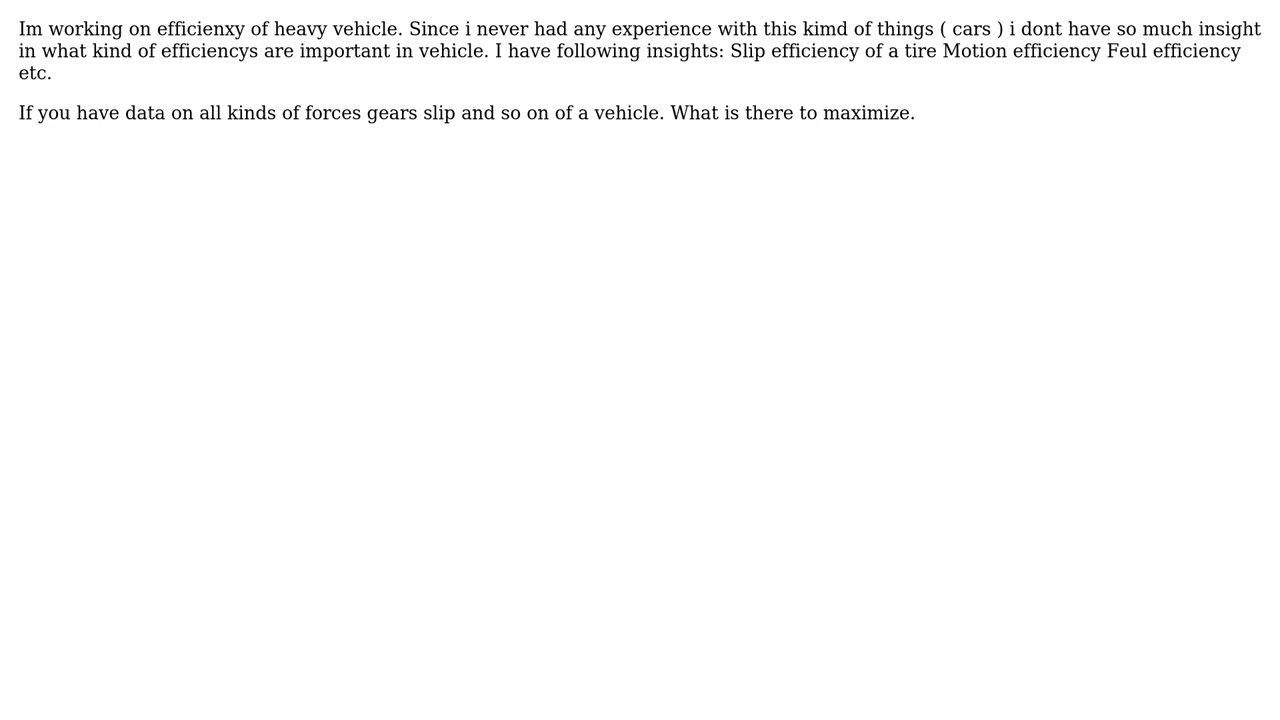 Im working on efficienxy of heavy vehicle. Since i never had any experience with this kimd of things ( cars ) i dont have so much insight
in what kind of efficiencys are important in vehicle. I have following insights: Slip efficiency of a tire Motion efficiency Feul efficiency
etc.
If you have data on all kinds of forces gears slip and so on of a vehicle. What is there to maximize.